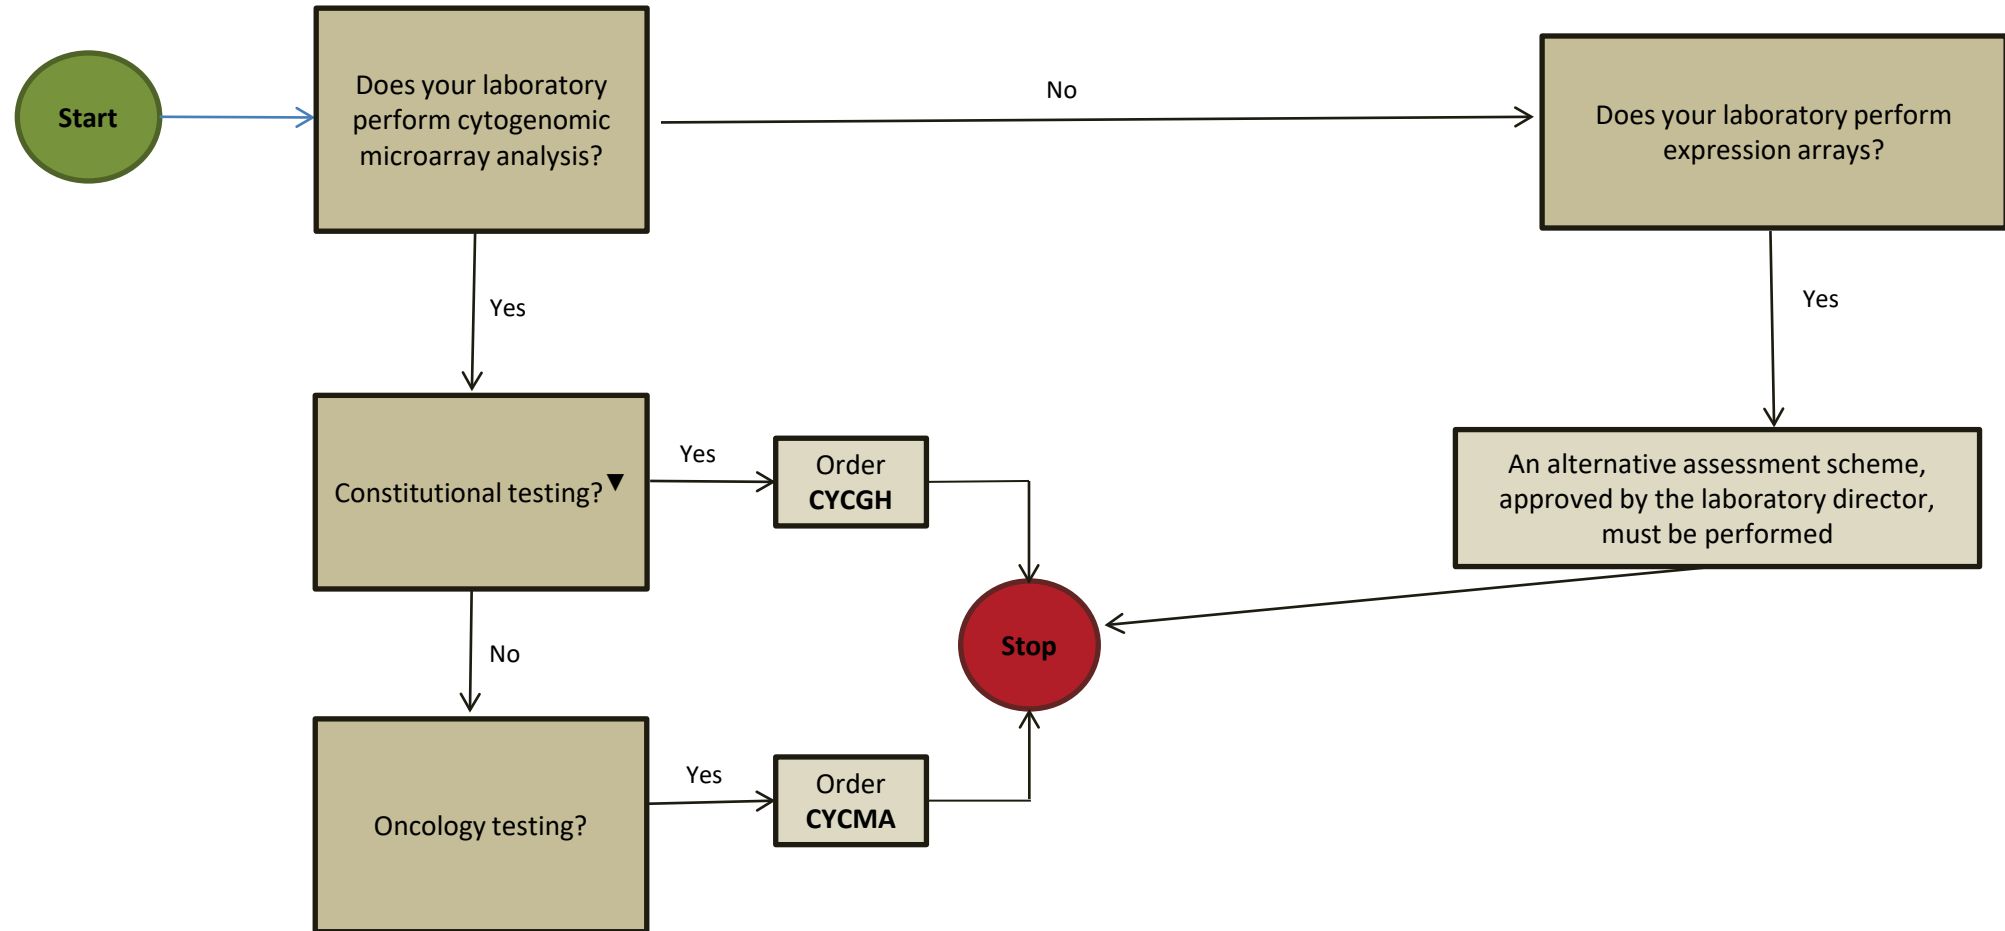 Start
Does your laboratory
perform cytogenomic
microarray analysis?
No
Does your laboratory perform
expression arrays?
Yes
Yes
Constitutional testing?▼
Yes
Order
CYCGH
An alternative assessment scheme,
approved by the laboratory director,
must be performed
No
Stop
Oncology testing?
Yes
Order
CYCMA